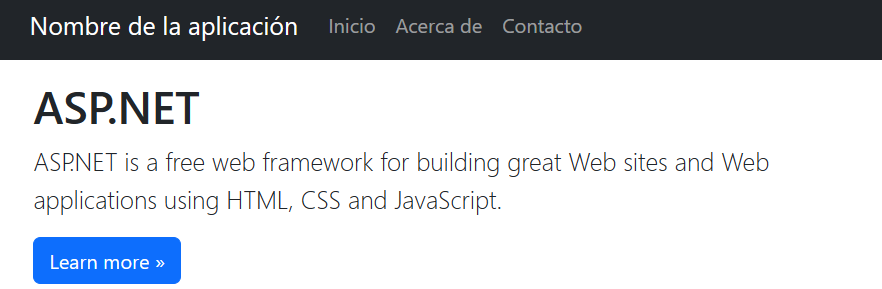 Nombre de la aplicación Inicio Acerca de Contacto
ASP.NET
ASP.NET is a free web framework for building great Web sites and Web
applications using HTML, CSS and JavaScript.
Learn more »